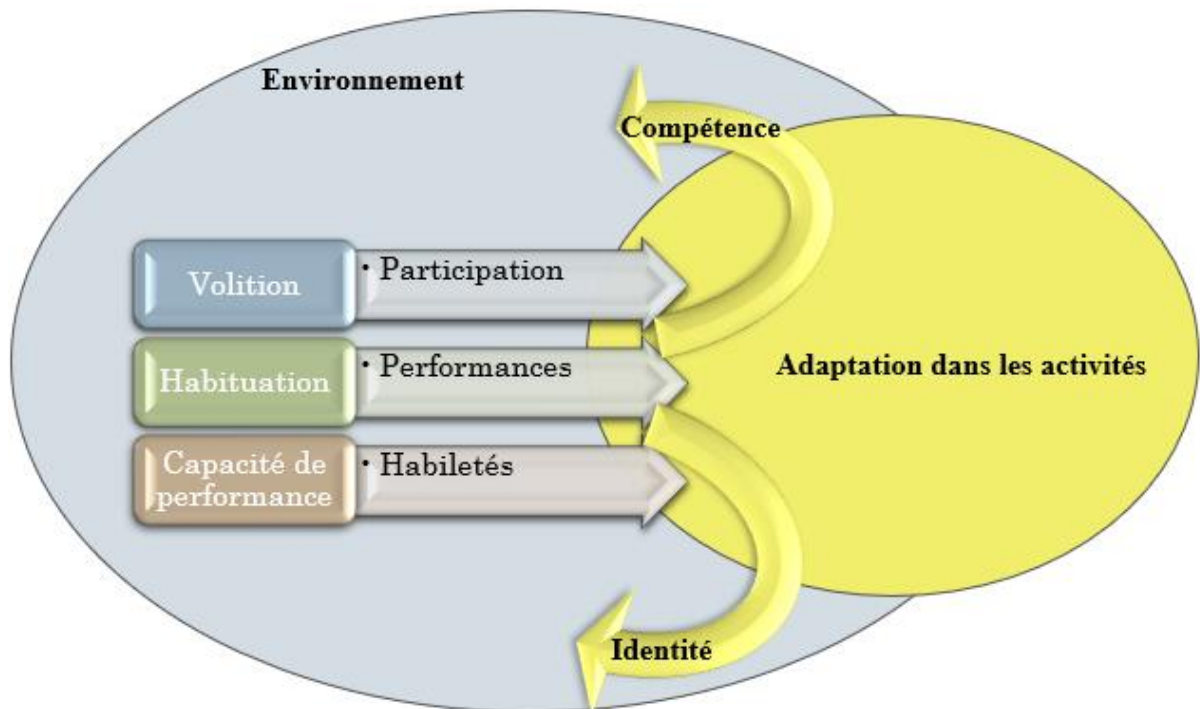 Environnement
Compétence
Volition
• Participation
Habituation
• Performances
Capacité de
performance
• Habiletés
Adaptation dans les activités
Identité